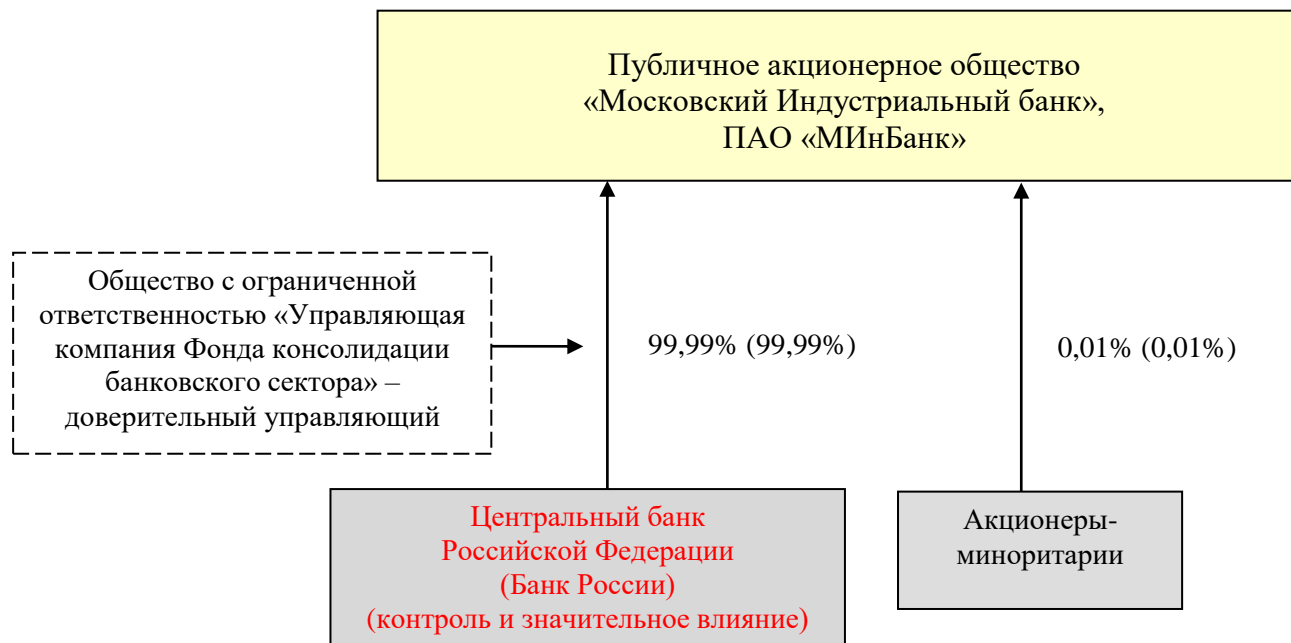 Публичное акционерное общество
«Московский Индустриальный банк»,
ПАО «МИнБанк»
Общество с ограниченной
ответственностью «Управляющая
компания Фонда консолидации
банковского сектора» –
доверительный управляющий
99,99% (99,99%)
0,01% (0,01%)
Центральный банк
Российской Федерации
(Банк России)
(контроль и значительное влияние)
Акционеры-
миноритарии